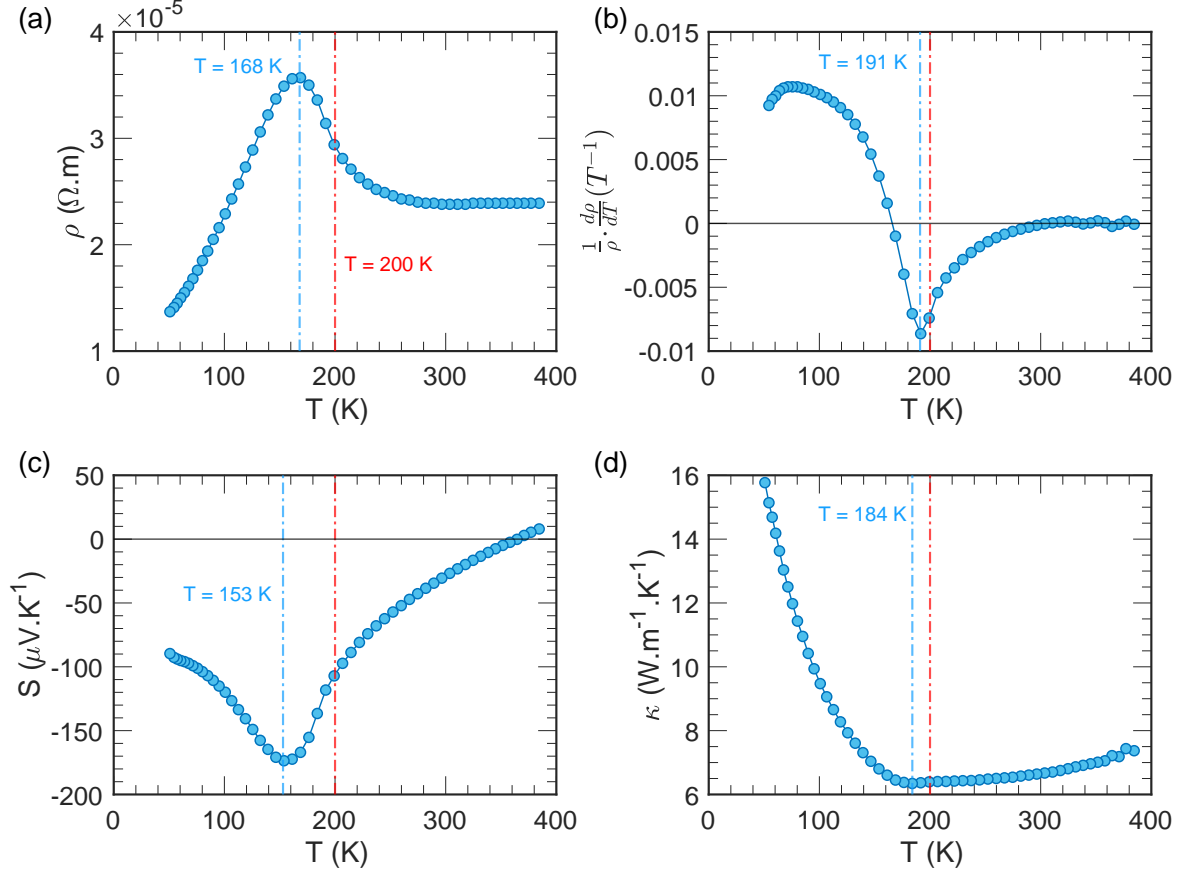 (a)
×10⁻⁵
4
3
2
1
ρ (Ω.m)
T = 168 K
T = 200 K
0
100
200
300
400
T (K)
(b)
0.015
0.01
0.005
0
-0.005
-0.01
1/ρ · dρ/dT (T⁻¹)
T = 191 K
0
100
200
300
400
T (K)
(c)
50
0
-50
-100
-150
-200
S (μV.K⁻¹)
T = 153 K
0
100
200
300
400
T (K)
(d)
16
14
12
10
8
6
κ (W.m⁻¹.K⁻¹)
T = 184 K
0
100
200
300
400
T (K)